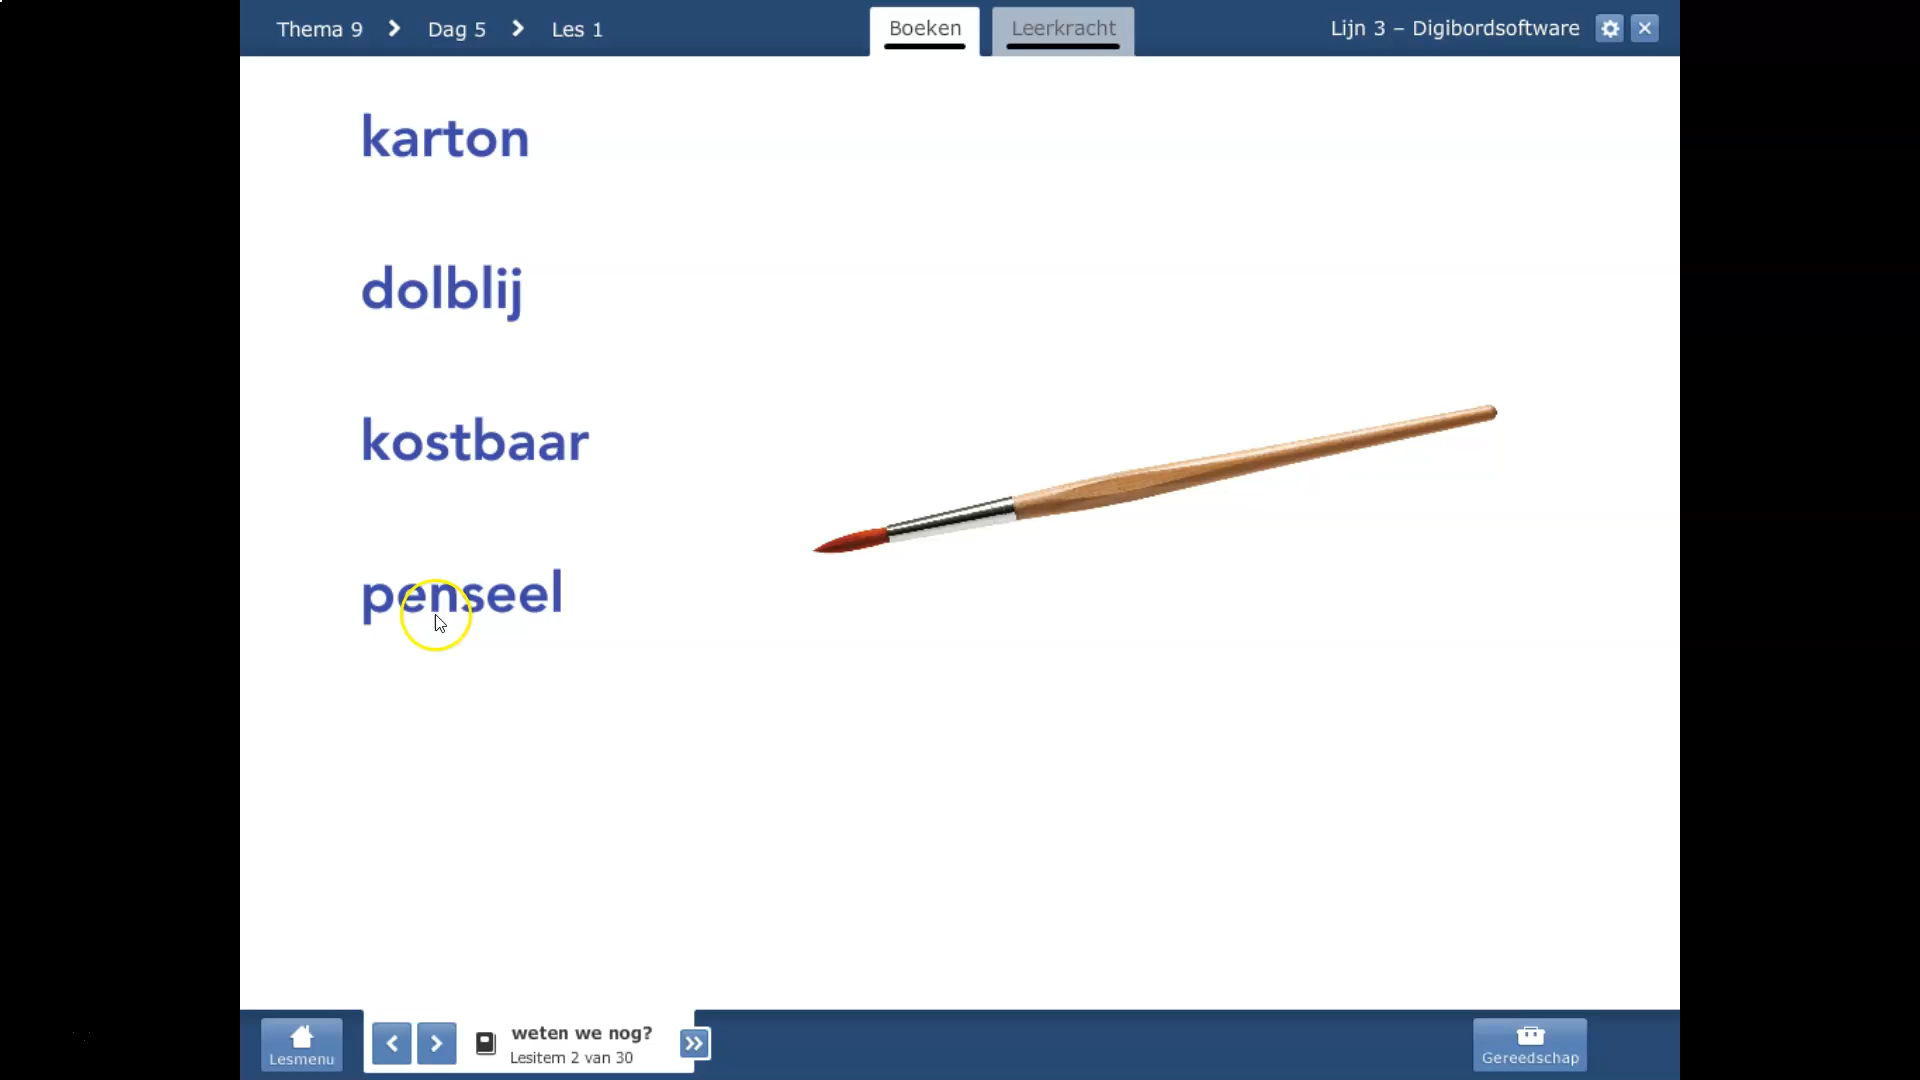 Thema 9 Dag 5 Les 1 Boeken Leerkracht Lijn 3 – Digibordsoftware
karton
dolblij
kostbaar
penseel
weten we nog?
Lesitem 2 van 30
Lesmenu
Gereedschap